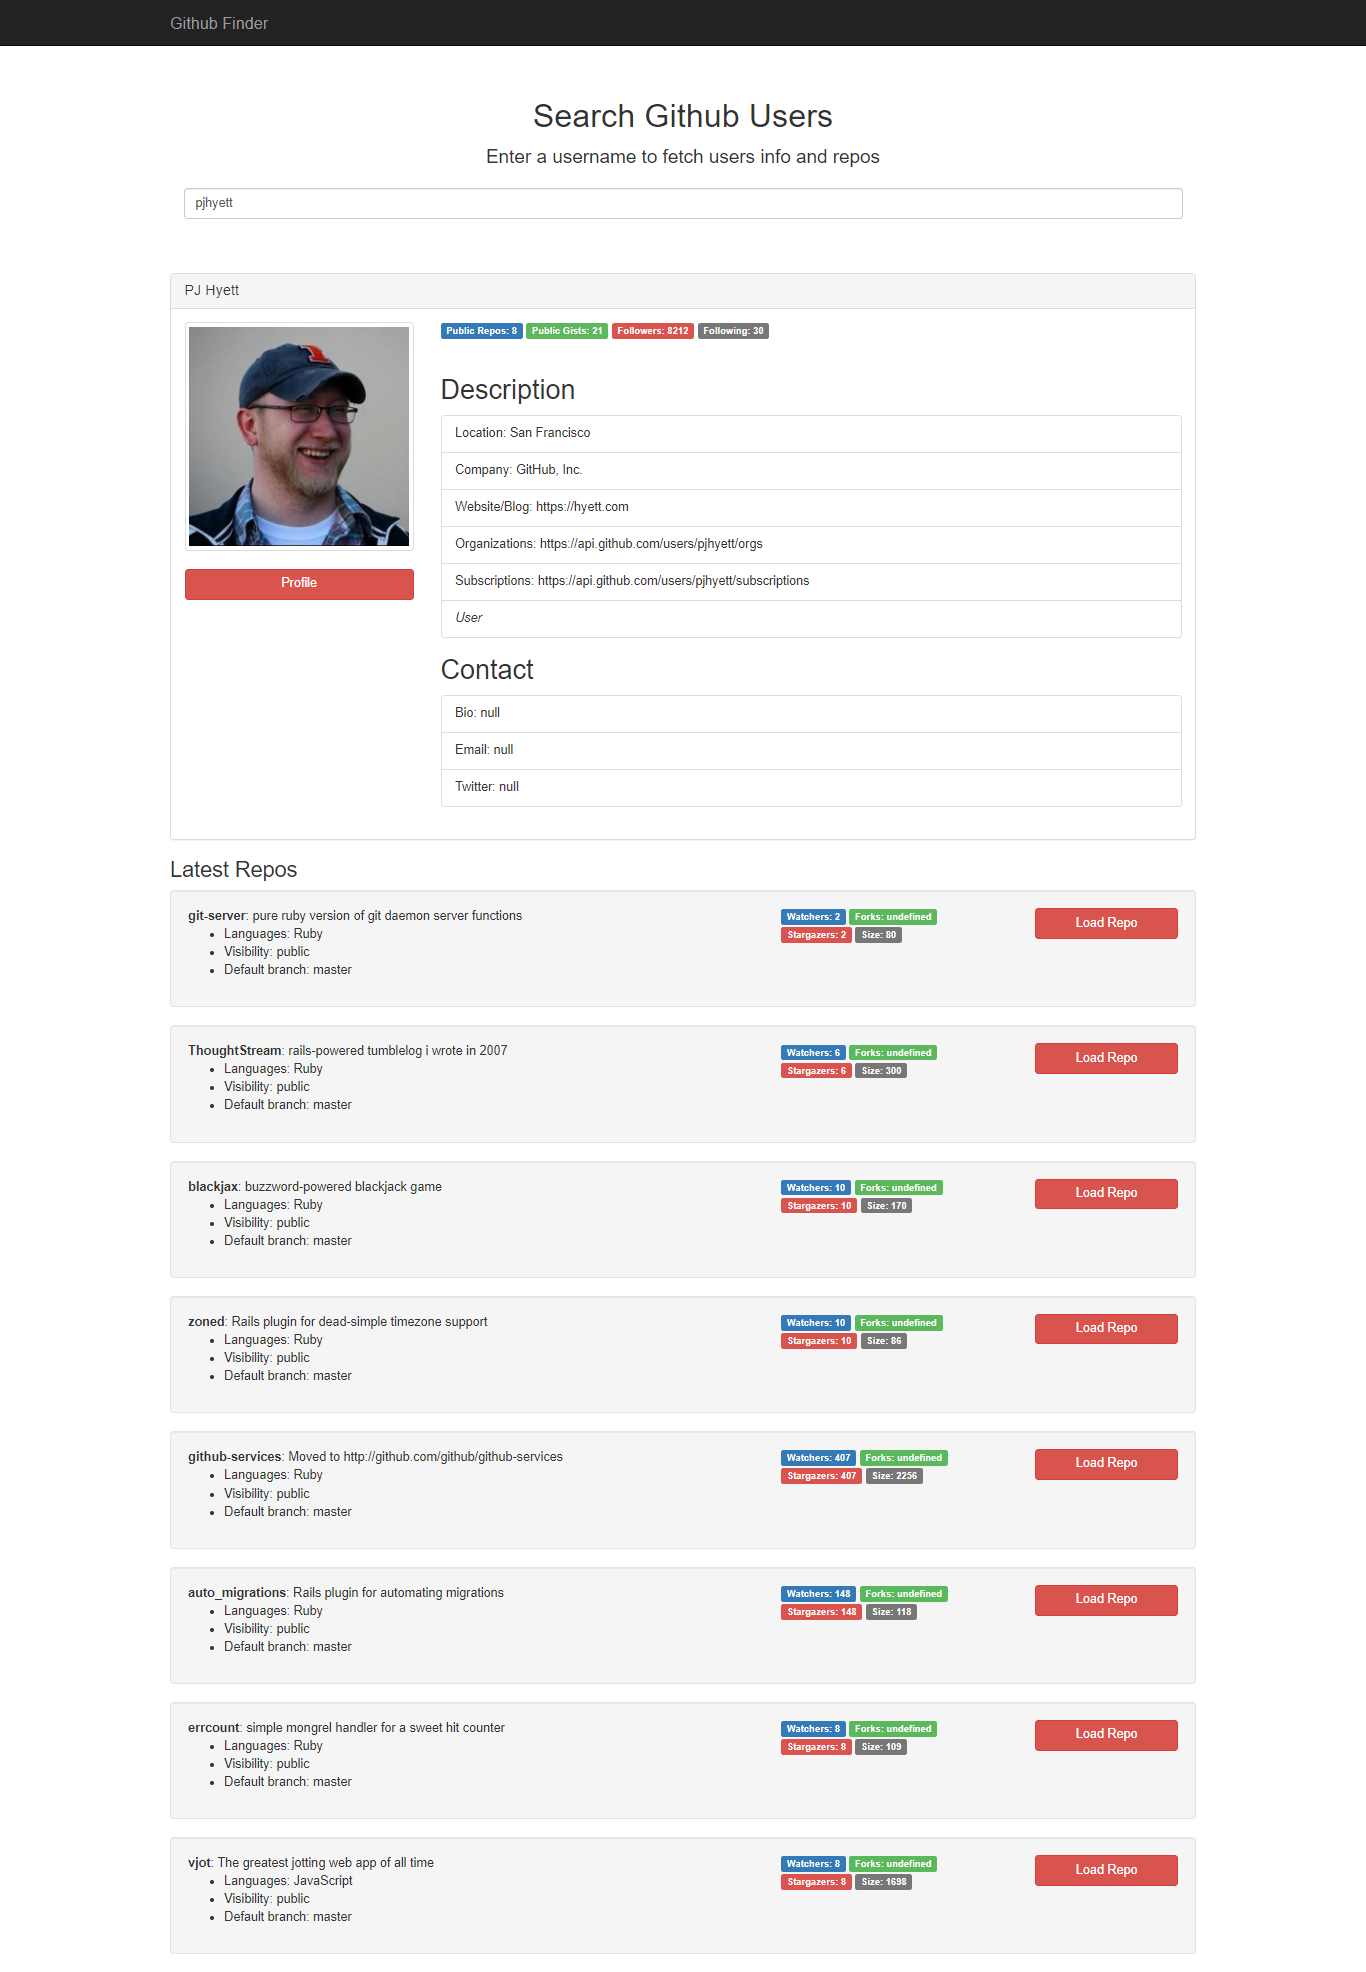 Github Finder
Search Github Users
Enter a username to fetch users info and repos
pjhyett
PJ Hyett
Public Repos: 8 Public Gists: 21 Followers: 8212 Following: 30
Description
Location: San Francisco
Company: GitHub, Inc.
Website/Blog: https://hyett.com
Organizations: https://api.github.com/users/pjhyett/orgs
Subscriptions: https://api.github.com/users/pjhyett/subscriptions
User
Profile
Contact
Bio: null
Email: null
Twitter: null
Latest Repos
git-server: pure ruby version of git daemon server functions
Languages: Ruby
Visibility: public
Default branch: master
Watchers: 2 Forks: undefined
Stargazers: 2 Size: 80
Load Repo
ThoughtStream: rails-powered tumblelog i wrote in 2007
Languages: Ruby
Visibility: public
Default branch: master
Watchers: 6 Forks: undefined
Stargazers: 6 Size: 300
Load Repo
blackjax: buzzword-powered blackjack game
Languages: Ruby
Visibility: public
Default branch: master
Watchers: 10 Forks: undefined
Stargazers: 10 Size: 170
Load Repo
zoned: Rails plugin for dead-simple timezone support
Languages: Ruby
Visibility: public
Default branch: master
Watchers: 10 Forks: undefined
Stargazers: 10 Size: 86
Load Repo
github-services: Moved to http://github.com/github/github-services
Languages: Ruby
Visibility: public
Default branch: master
Watchers: 407 Forks: undefined
Stargazers: 407 Size: 2256
Load Repo
auto_migrations: Rails plugin for automating migrations
Languages: Ruby
Visibility: public
Default branch: master
Watchers: 148 Forks: undefined
Stargazers: 148 Size: 118
Load Repo
errcount: simple mongrel handler for a sweet hit counter
Languages: Ruby
Visibility: public
Default branch: master
Watchers: 8 Forks: undefined
Stargazers: 8 Size: 109
Load Repo
vjot: The greatest jotting web app of all time
Languages: JavaScript
Visibility: public
Default branch: master
Watchers: 8 Forks: undefined
Stargazers: 8 Size: 1698
Load Repo